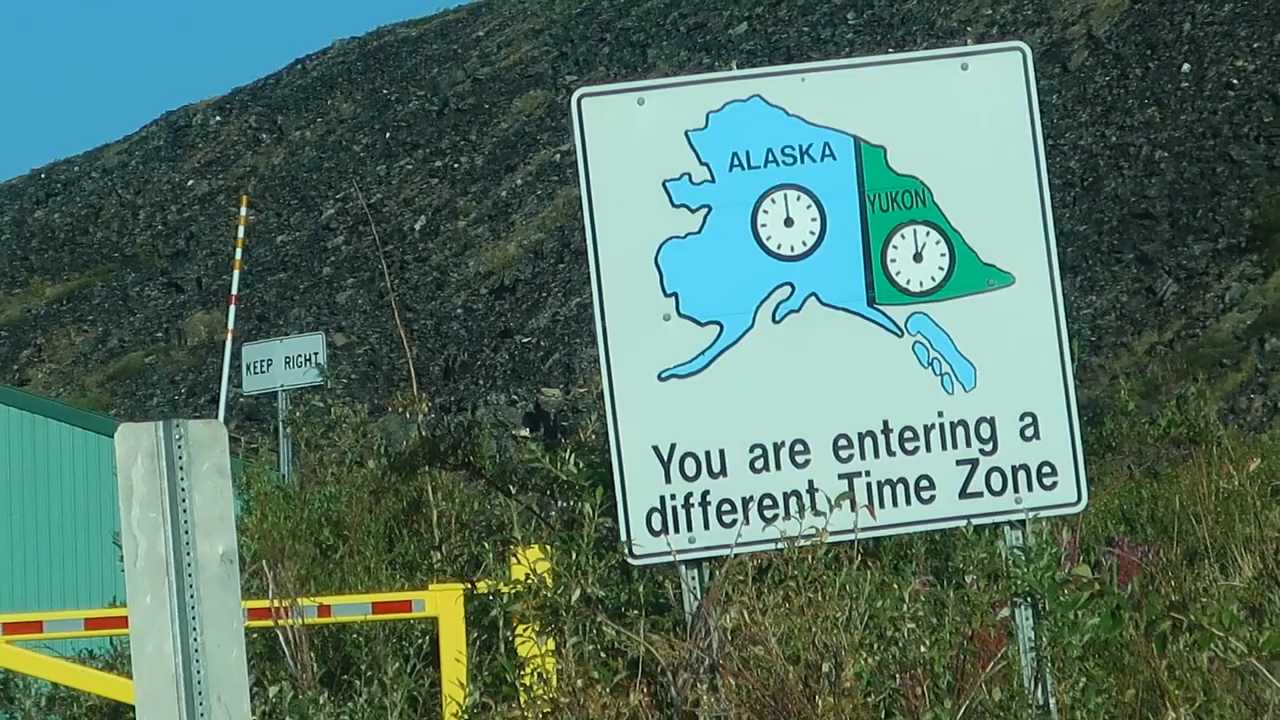 KEEP RIGHT
ALASKA
YUKON
You are entering a
different Time Zone